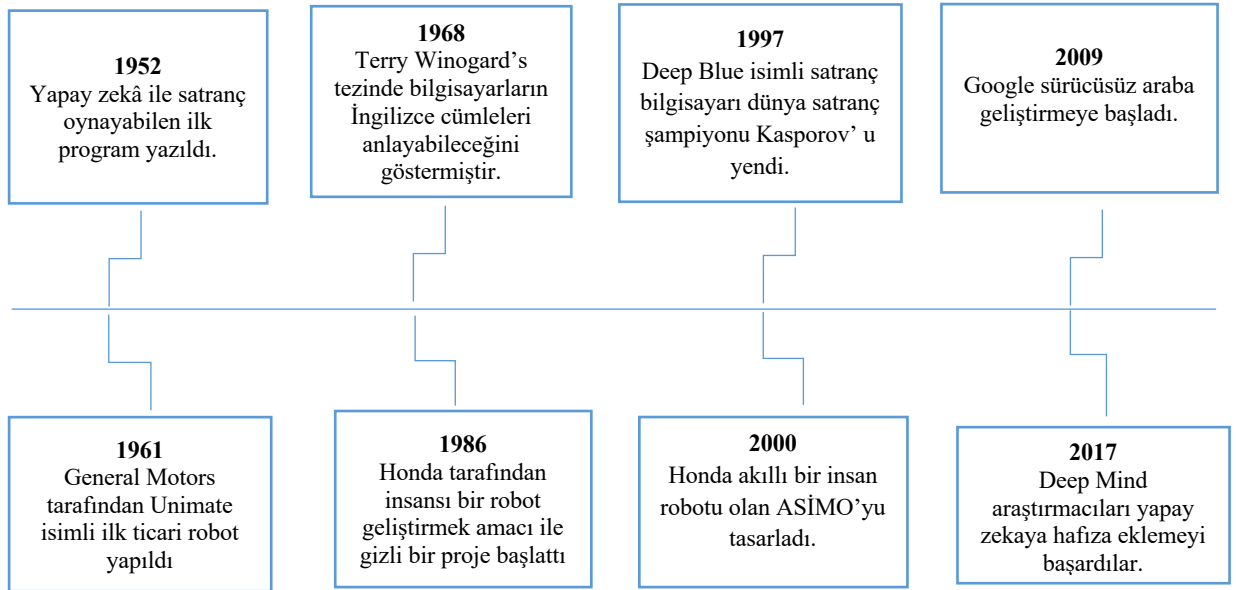 1952
Yapay zekâ ile satranç
oynayabilen ilk
program yazıldı.
1968
Terry Winogard’s
tezinde bilgisayarların
İngilizce cümleleri
anlayabileceğini
göstermiştir.
1997
Deep Blue isimli satranç
bilgisayarı dünya satranç
şampiyonu Kasporov’ u
yendi.
2009
Google sürücüsüz araba
geliştirmeye başladı.
1961
General Motors
tarafından Unimate
isimli ilk ticari robot
yapıldı
1986
Honda tarafından
insansı bir robot
geliştirmek amacı ile
gizli bir proje başlattı
2000
Honda akıllı bir insan
robotu olan ASİMO’yu
tasarladı.
2017
Deep Mind
araştırmacıları yapay
zekaya hafıza eklemeyi
başardılar.